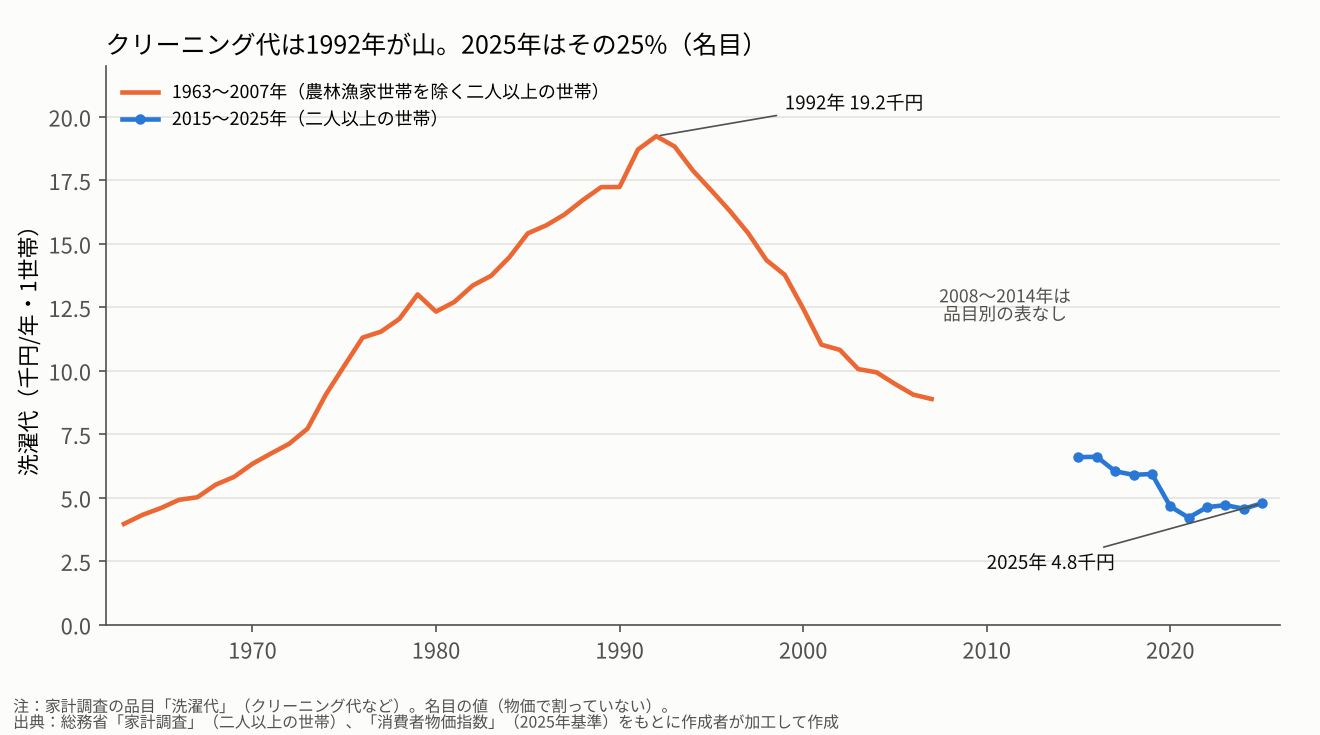 クリーニング代は1992年が山。2025年はその25%（名目）
1963〜2007年（農林漁家世帯を除く二人以上の世帯）
2015〜2025年（二人以上の世帯）
1992年 19.2千円
洗濯代（千円/年・1世帯）
20.0
17.5
15.0
12.5
10.0
7.5
5.0
2.5
0.0
2008〜2014年は
品目別の表なし
2025年 4.8千円
1970
1980
1990
2000
2010
2020
注：家計調査の品目「洗濯代」（クリーニング代など）。名目の値（物価で割っていない）。
出典：総務省「家計調査」（二人以上の世帯）、「消費者物価指数」（2025年基準）をもとに作成者が加工して作成